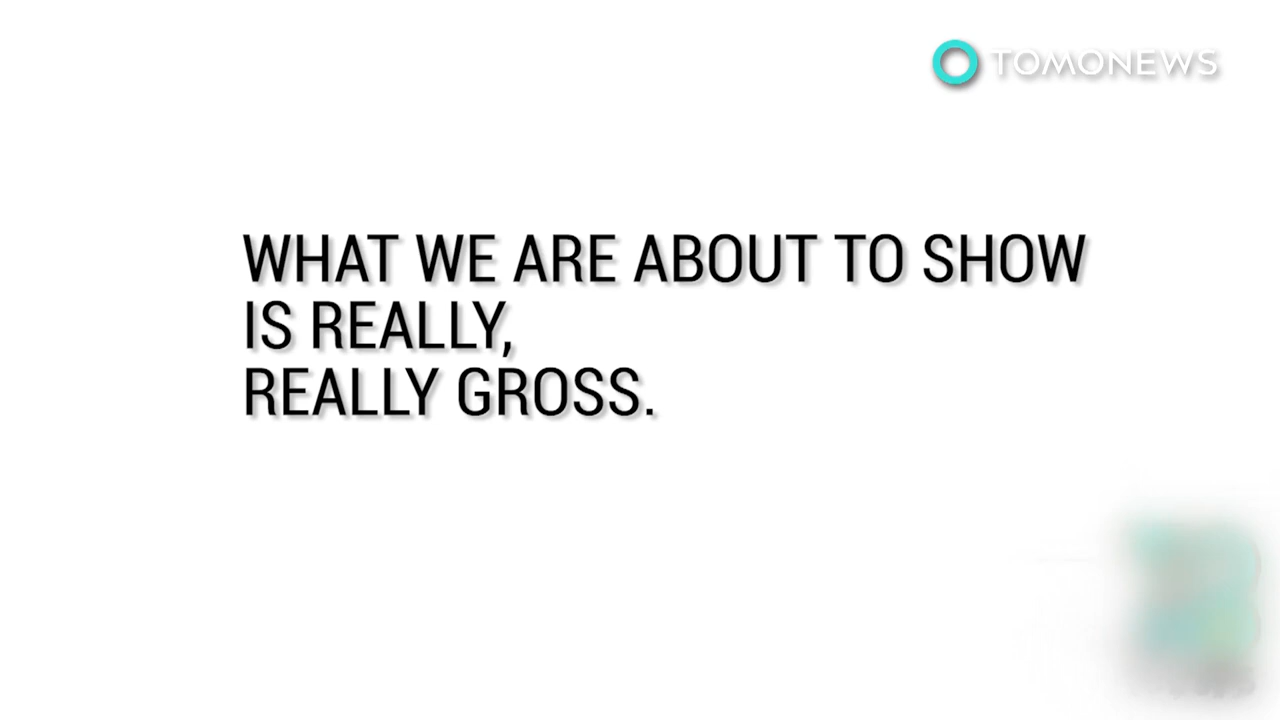 TOMONEWS
WHAT WE ARE ABOUT TO SHOW
IS REALLY,
REALLY GROSS.